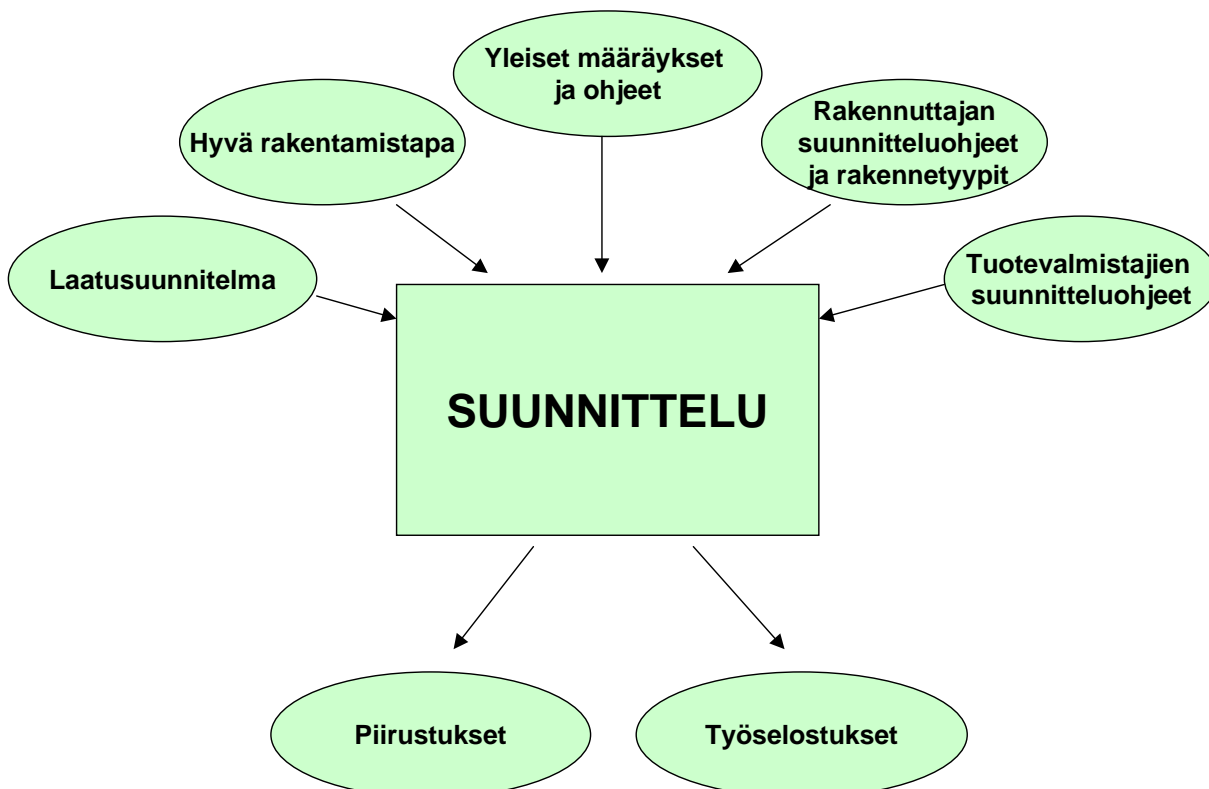 Yleiset määräykset
ja ohjeet
Hyvä rakentamistapa
Rakennuttajan
suunnitteluohjeet
ja rakennetyypit
Laatusuunnitelma
Tuotevalmistajien
suunnitteluohjeet
SUUNNITTELU
Piirustukset
Työselostukset